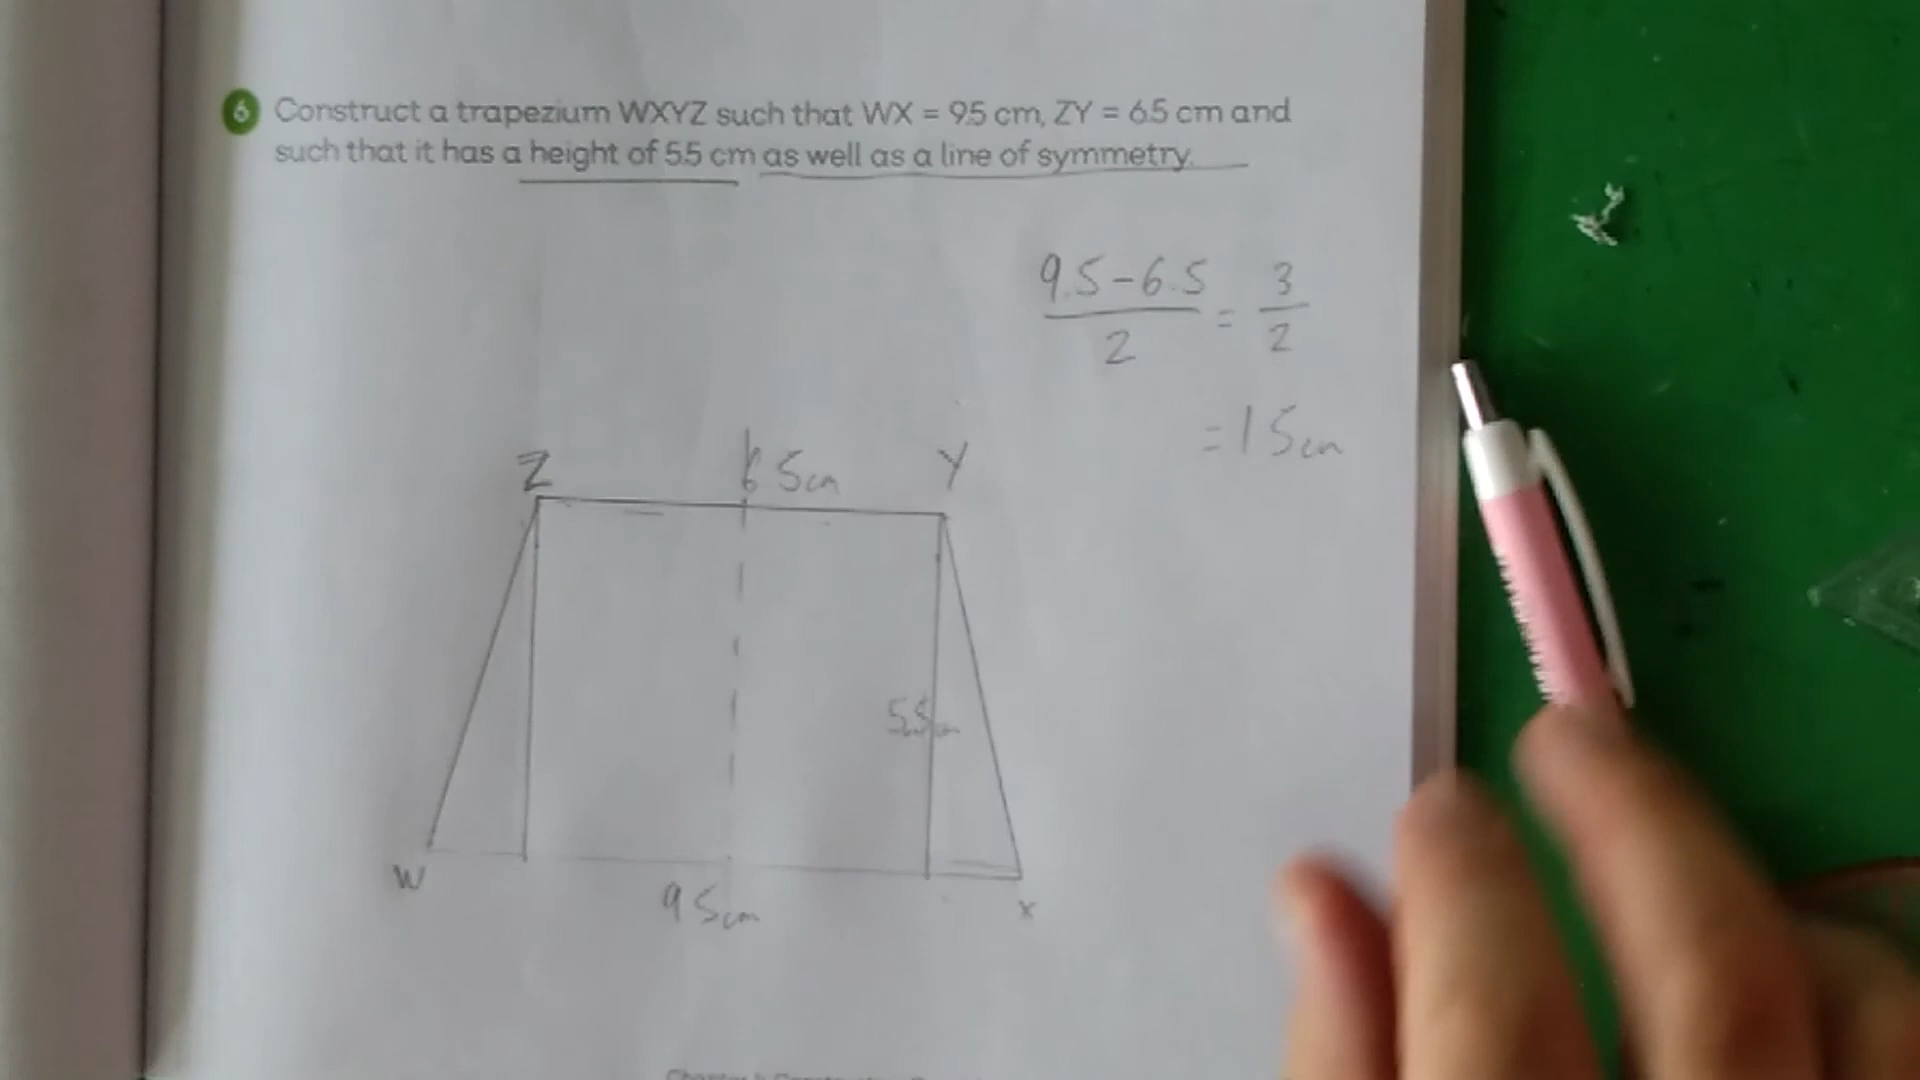 6 Construct a trapezium WXYZ such that WX = 9.5 cm, ZY = 6.5 cm and
such that it has a height of 5.5 cm as well as a line of symmetry.
9.5-6.5 / 2 = 3 / 2
= 1.5cm
Z 6.5cm Y
5.5cm
W 9.5cm X